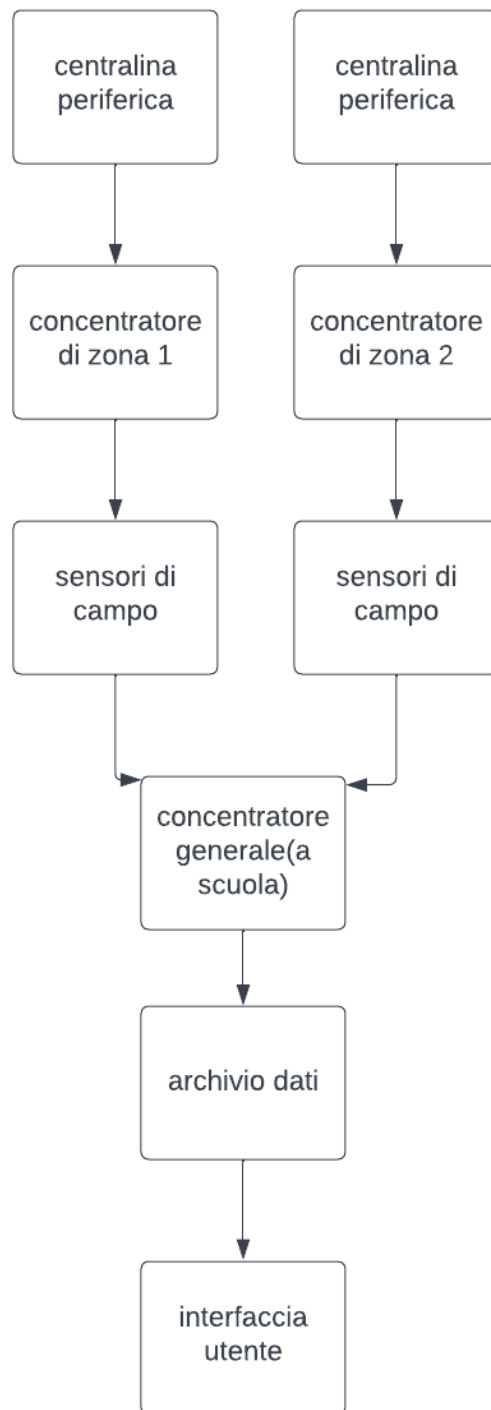 centralina
periferica
centralina
periferica
concentratore
di zona 1
concentratore
di zona 2
sensori di
campo
sensori di
campo
concentratore
generale(a
scuola)
archivio dati
interfaccia
utente